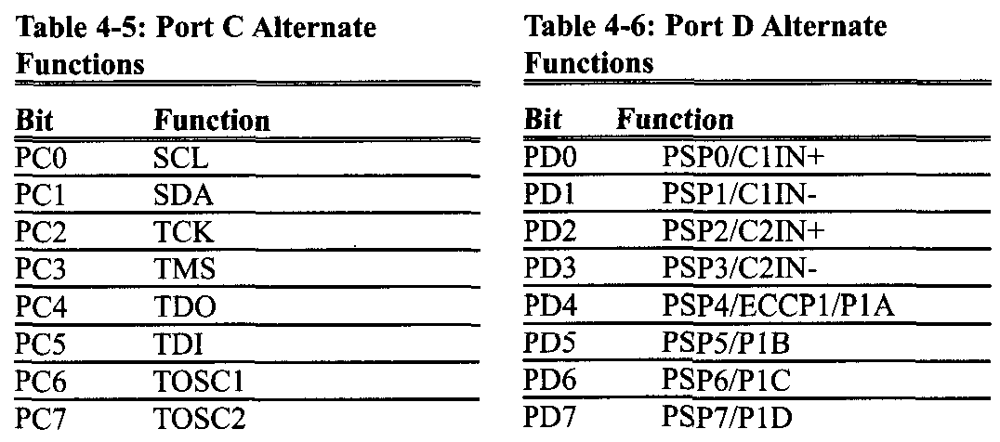 Table 4-5: Port C Alternate
Functions
Bit Function
PC0 SCL
PC1 SDA
PC2 TCK
PC3 TMS
PC4 TDO
PC5 TDI
PC6 TOSC1
PC7 TOSC2
Table 4-6: Port D Alternate
Functions
Bit Function
PD0 PSP0/C1IN+
PD1 PSP1/C1IN-
PD2 PSP2/C2IN+
PD3 PSP3/C2IN-
PD4 PSP4/ECCP1/P1A
PD5 PSP5/P1B
PD6 PSP6/P1C
PD7 PSP7/P1D